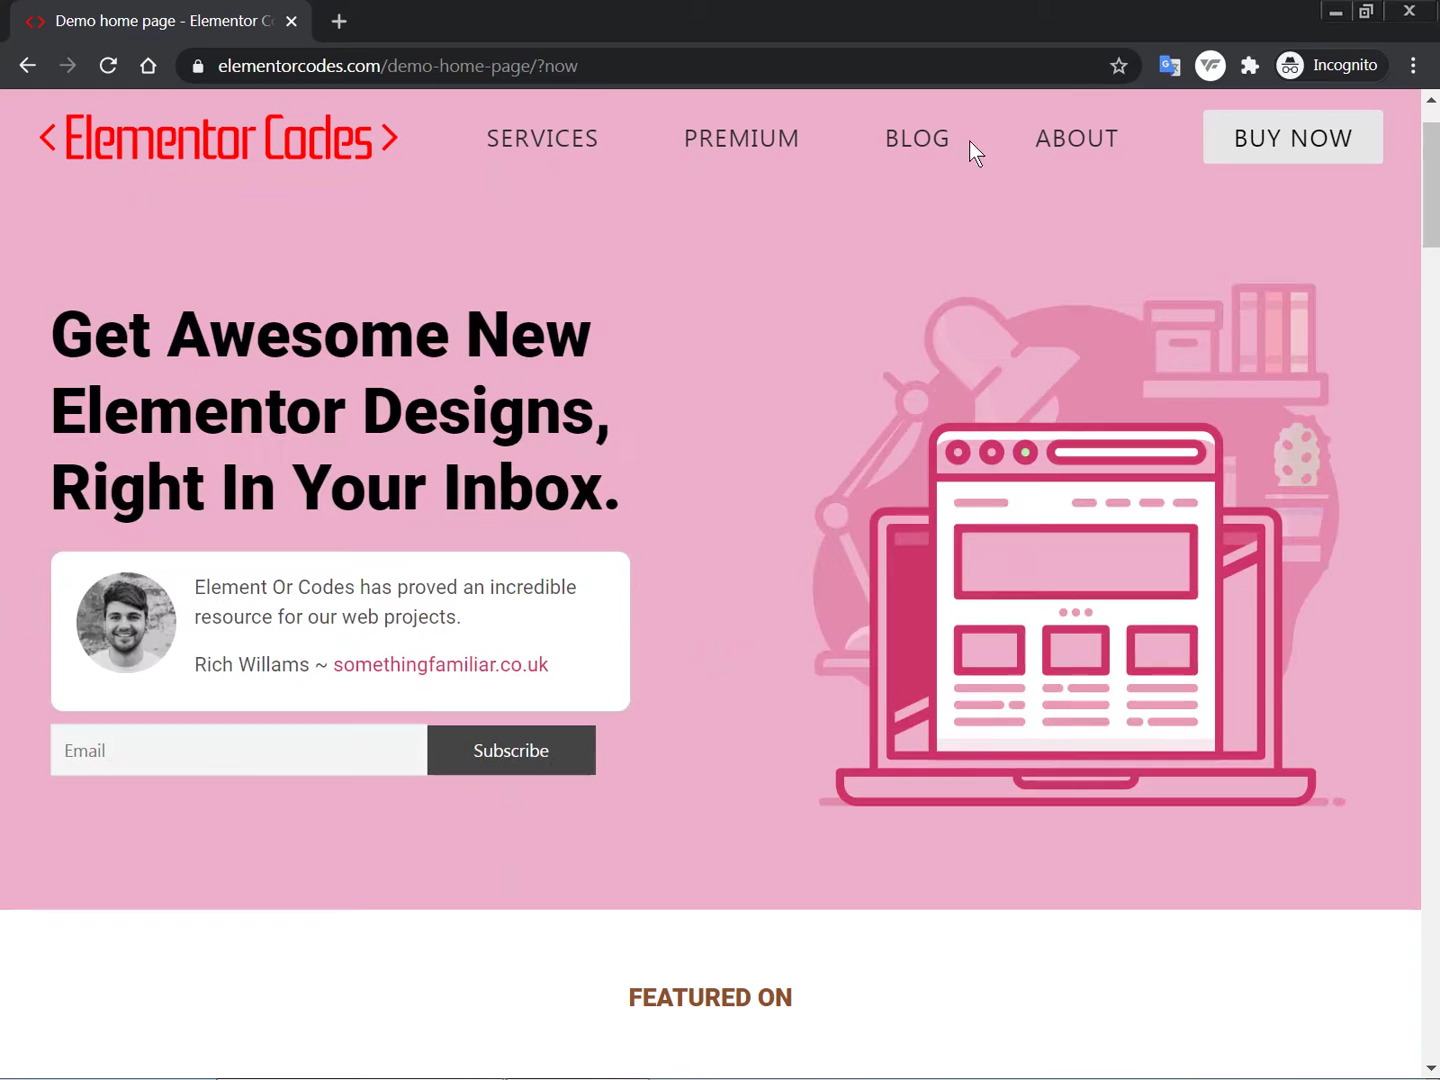 Demo home page - Elementor C
elementorcodes.com/demo-home-page/?now
Incognito
<Elementor Codes>
SERVICES
PREMIUM
BLOG
ABOUT
BUY NOW
Get Awesome New
Elementor Designs,
Right In Your Inbox.
Element Or Codes has proved an incredible
resource for our web projects.
Rich Willams ~ somethingfamiliar.co.uk
Email
Subscribe
FEATURED ON